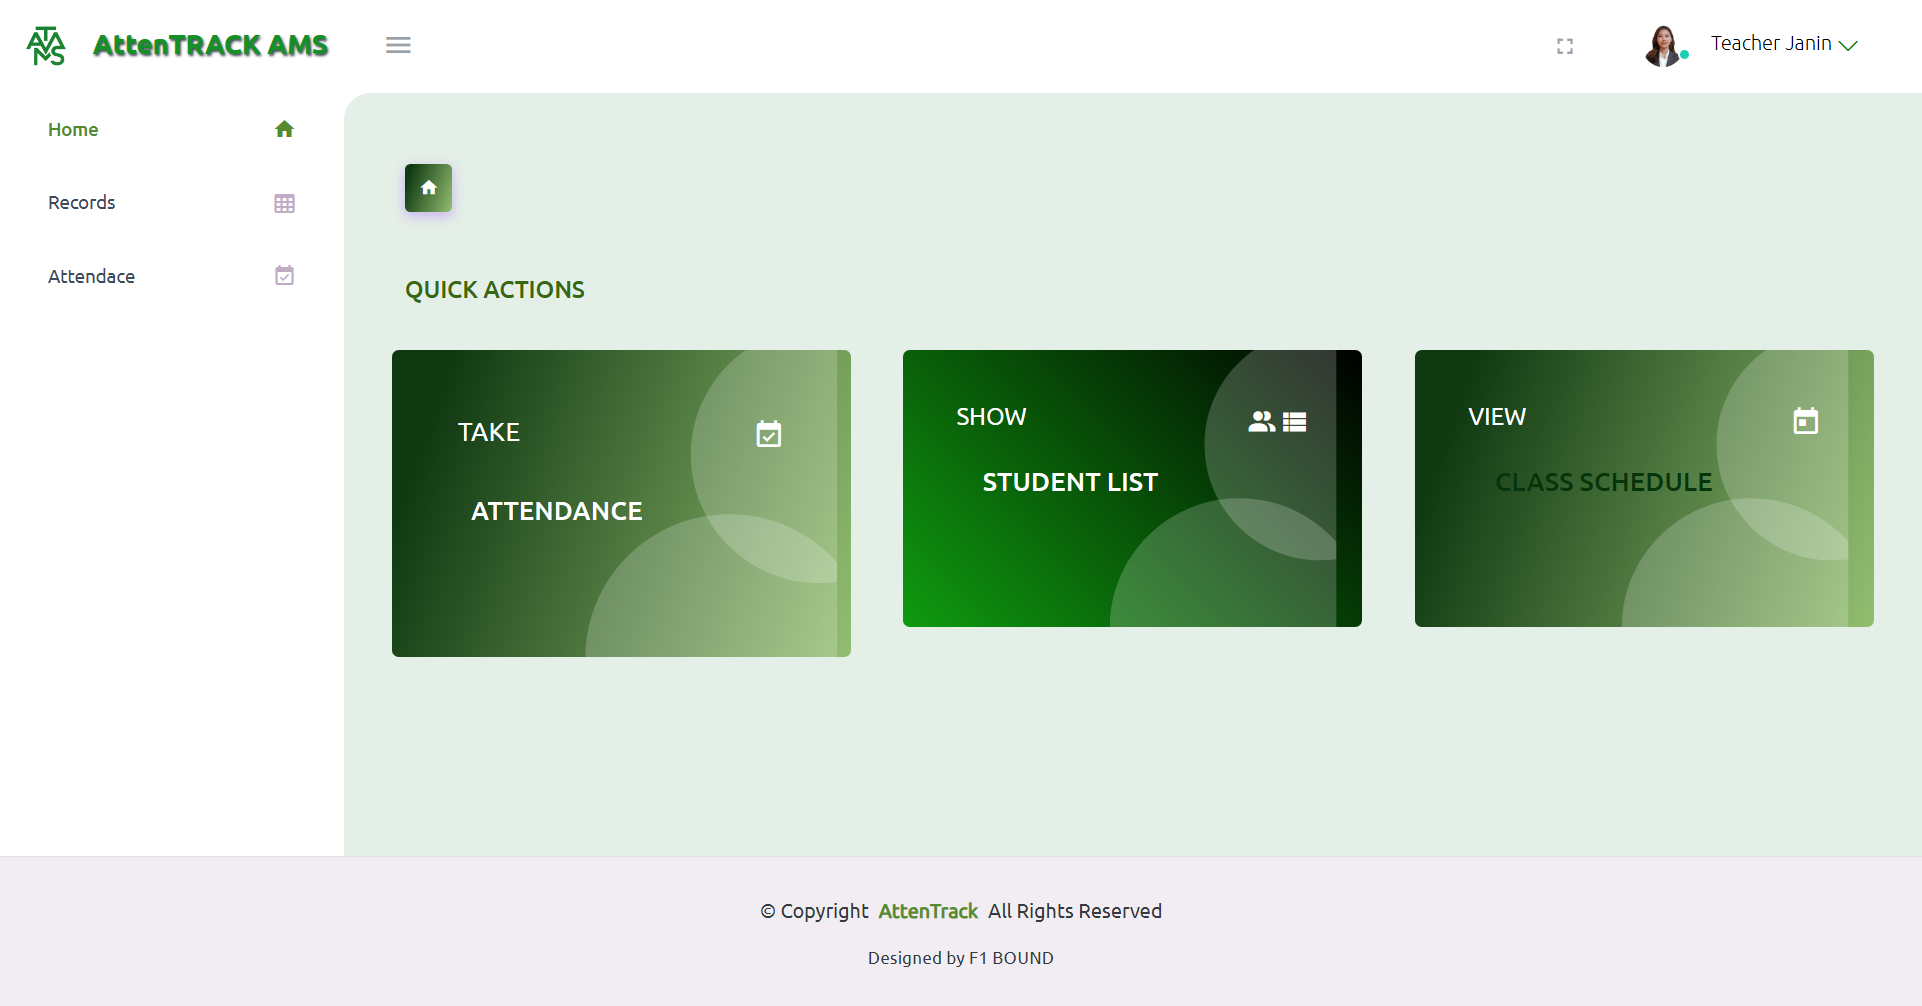 ATAMS
AttenTRACK AMS
Teacher Janin
Home
Records
Attendace
QUICK ACTIONS
TAKE
ATTENDANCE
SHOW
STUDENT LIST
VIEW
CLASS SCHEDULE
© Copyright AttenTrack All Rights Reserved
Designed by F1 BOUND